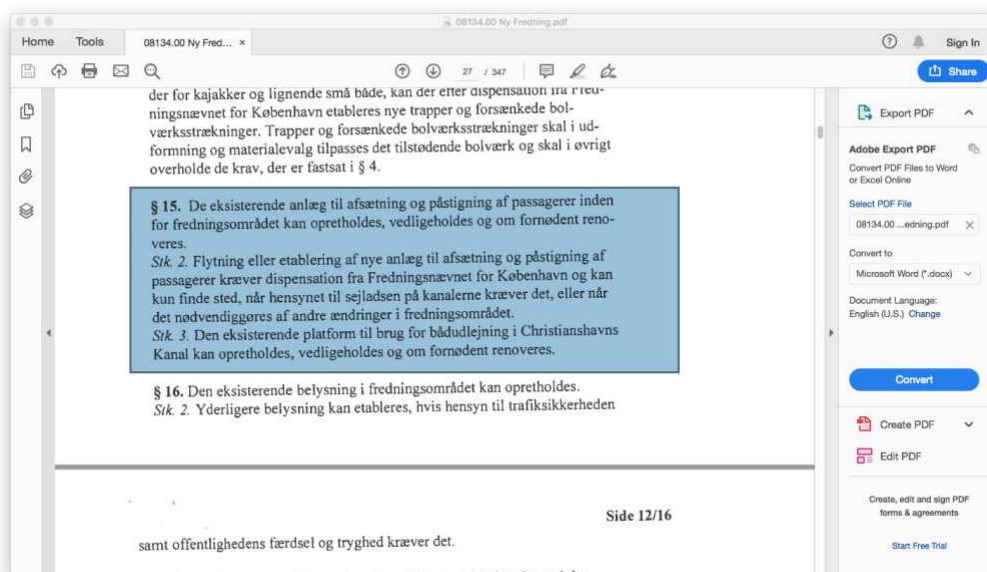 08134.00 Ny Fredning.pdf
Home Tools 08134.00 Ny Fred... ×
Sign In
27 / 347
Share
der for kajakker og lignende små både, kan der efter dispensation fra Fred-
ningsnævnet for København etableres nye trapper og forsænkede bol-
værksstrækninger. Trapper og forsænkede bolværksstrækninger skal i ud-
formning og materialevalg tilpasses det tilstødende bolværk og skal i øvrigt
overholde de krav, der er fastsat i § 4.
§ 15. De eksisterende anlæg til afsætning og påstigning af passagerer inden
for fredningsområdet kan opretholdes, vedligeholdes og om fornødent reno-
veres.
Stk. 2. Flytning eller etablering af nye anlæg til afsætning og påstigning af
passagerer kræver dispensation fra Fredningsnævnet for København og kan
kun finde sted, når hensynet til sejladsen på kanalerne kræver det, eller når
det nødvendiggøres af andre ændringer i fredningsområdet.
Stk. 3. Den eksisterende platform til brug for bådudlejning i Christianshavns
Kanal kan opretholdes, vedligeholdes og om fornødent renoveres.
§ 16. Den eksisterende belysning i fredningsområdet kan opretholdes.
Stk. 2. Yderligere belysning kan etableres, hvis hensyn til trafiksikkerheden
Side 12/16
samt offentlighedens færdsel og tryghed kræver det.
Export PDF
Adobe Export PDF
Convert PDF Files to Word
or Excel Online
Select PDF File
08134.00 ...edning.pdf ×
Convert to
Microsoft Word (*.docx)
Document Language:
English (U.S.) Change
Convert
Create PDF
Edit PDF
Create, edit and sign PDF
forms & agreements
Start Free Trial